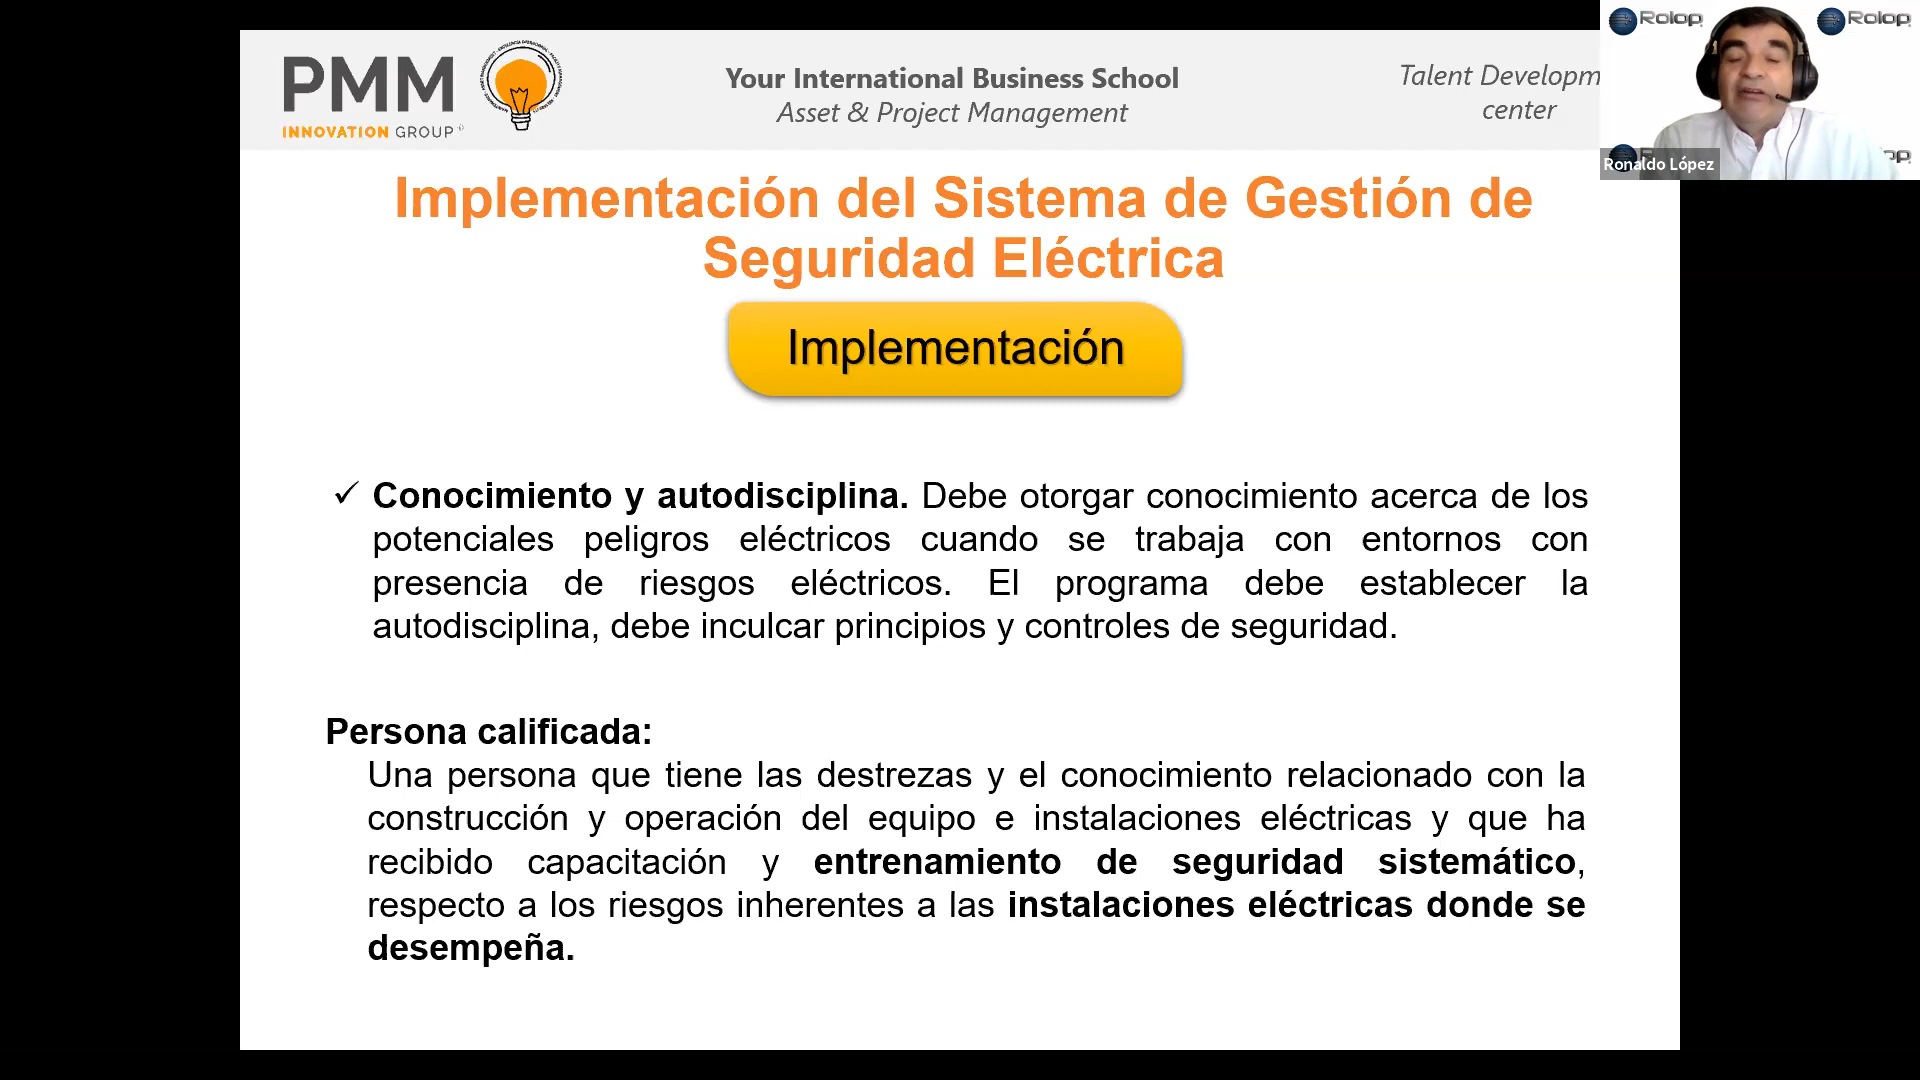 PMM
INNOVATION GROUP
Your International Business School
Asset & Project Management
Talent Developm
center
Rolop
Rolop
Ronaldo López
op
Implementación del Sistema de Gestión de
Seguridad Eléctrica
Implementación
✓ Conocimiento y autodisciplina. Debe otorgar conocimiento acerca de los
potenciales peligros eléctricos cuando se trabaja con entornos con
presencia de riesgos eléctricos. El programa debe establecer la
autodisciplina, debe inculcar principios y controles de seguridad.
Persona calificada:
Una persona que tiene las destrezas y el conocimiento relacionado con la
construcción y operación del equipo e instalaciones eléctricas y que ha
recibido capacitación y entrenamiento de seguridad sistemático,
respecto a los riesgos inherentes a las instalaciones eléctricas donde se
desempeña.